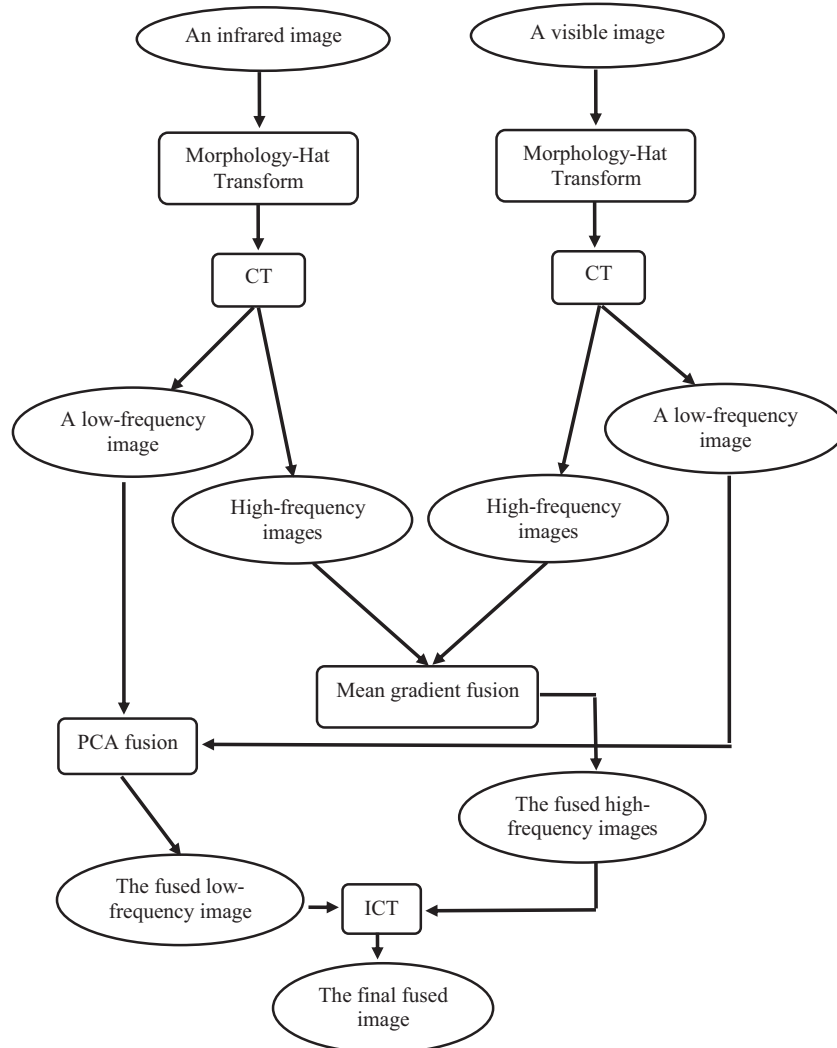 An infrared image
A visible image
Morphology-Hat
Transform
Morphology-Hat
Transform
CT
CT
A low-frequency
image
A low-frequency
image
High-frequency
images
High-frequency
images
Mean gradient fusion
PCA fusion
The fused high-
frequency images
The fused low-
frequency image
ICT
The final fused
image